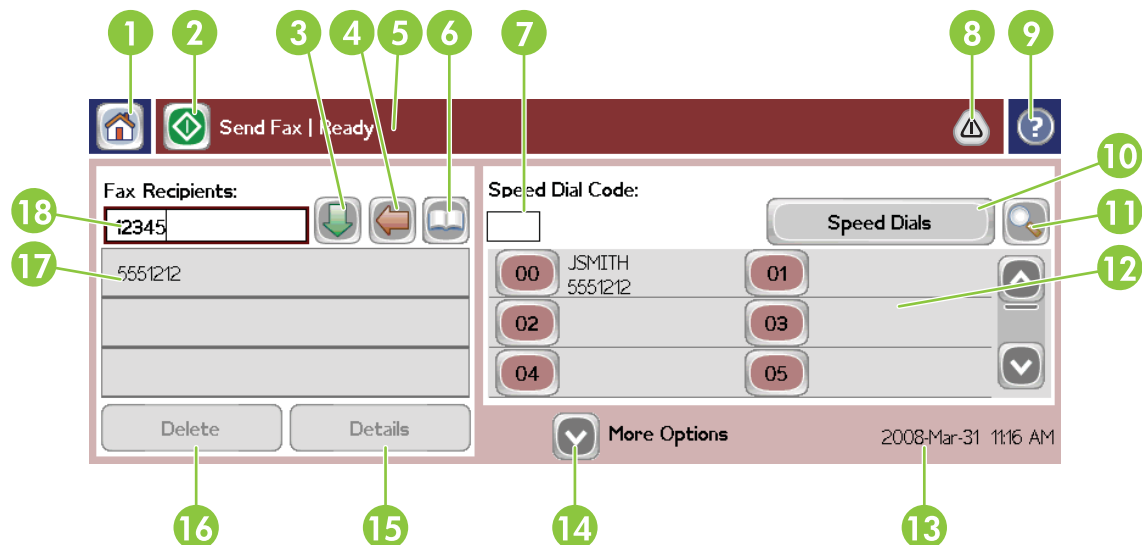 1 2 3 4 5 6 7 8 9
Send Fax | Ready
?
10
Fax Recipients:
Speed Dial Code:
18
12345
Speed Dials
11
17
5551212
00 JSMITH 01
5551212
12
02 03
04 05
Delete Details
More Options
2008-Mar-31 11:16 AM
16 15 14 13